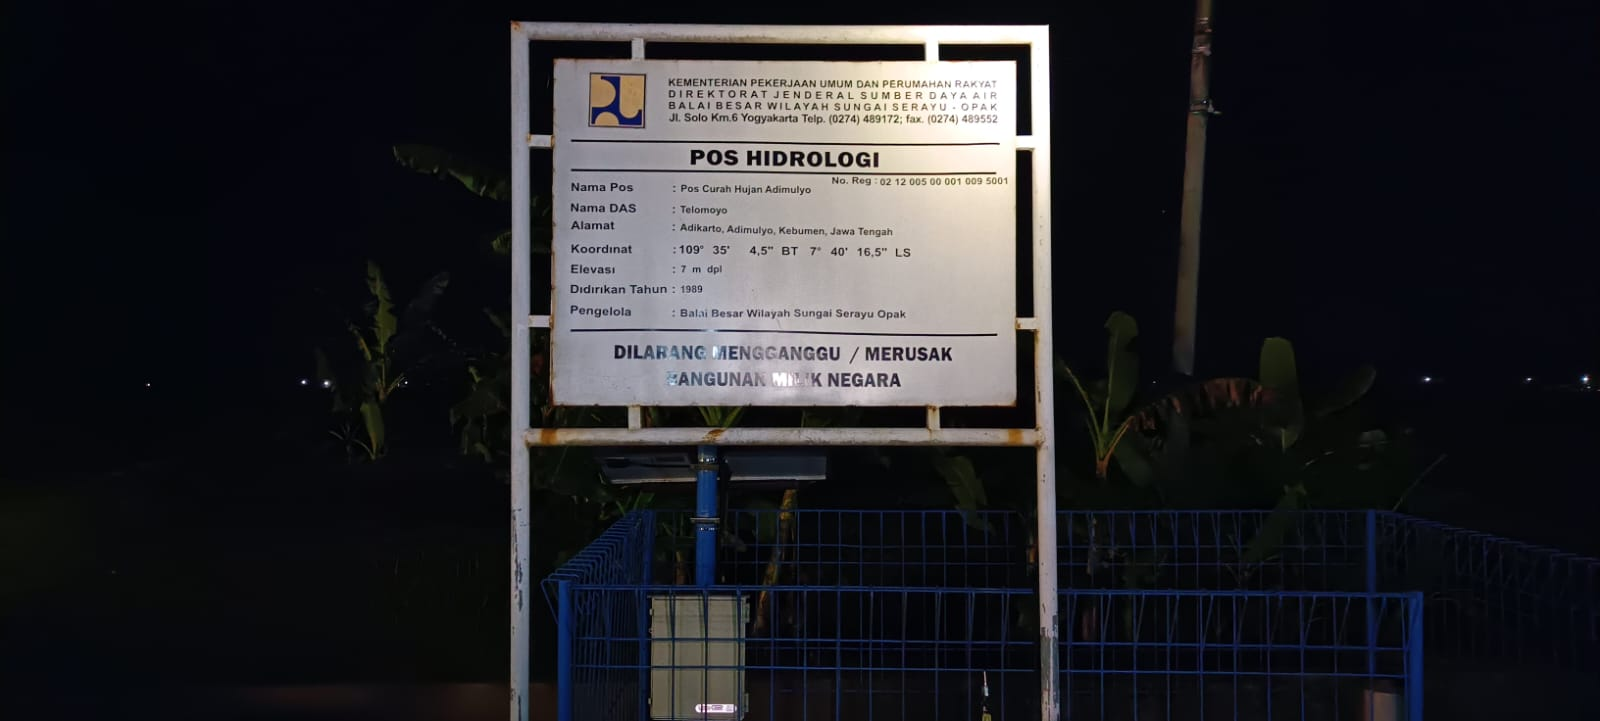 KEMENTERIAN PEKERJAAN UMUM DAN PERUMAHAN RAKYAT
DIREKTORAT JENDERAL SUMBER DAYA AIR
BALAI BESAR WILAYAH SUNGAI SERAYU - OPAK
Jl. Solo Km.6 Yogyakarta Telp. (0274) 489172; fax. (0274) 489552
POS HIDROLOGI
No. Reg : 02 12 005 00 001 009 5001
Nama Pos : Pos Curah Hujan Adimulyo
Nama DAS : Telomoyo
Alamat : Adikarto, Adimulyo, Kebumen, Jawa Tengah
Koordinat : 109° 35' 4,5" BT 7° 40' 16,5" LS
Elevasi : 7 m dpl
Didirikan Tahun : 1989
Pengelola : Balai Besar Wilayah Sungai Serayu Opak
DILARANG MENGGANGGU / MERUSAK
BANGUNAN MILIK NEGARA